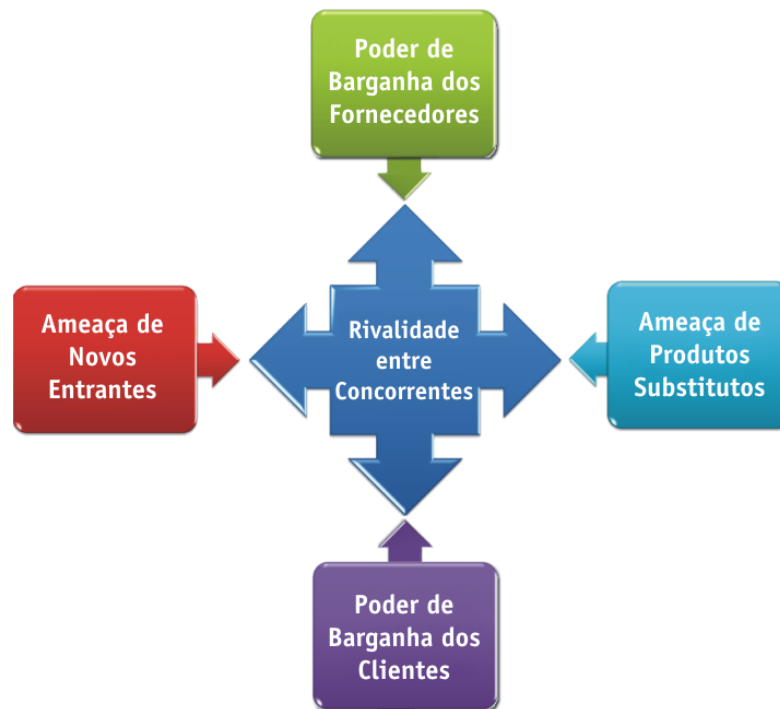 Poder de
Barganha dos
Fornecedores
Ameaça de
Novos
Entrantes
Rivalidade
entre
Concorrentes
Ameaça de
Produtos
Substitutos
Poder de
Barganha dos
Clientes